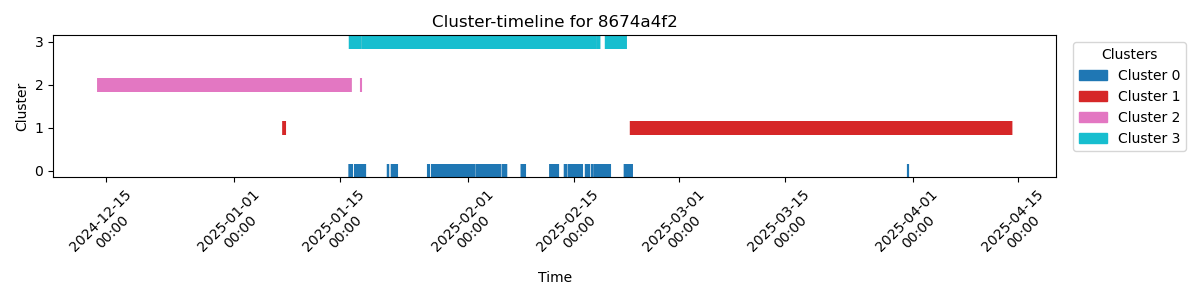 Cluster-timeline for 8674a4f2
Cluster
3
2
1
0
2024-12-15
00:00
2025-01-01
00:00
2025-01-15
00:00
2025-02-01
00:00
2025-02-15
00:00
2025-03-01
00:00
2025-03-15
00:00
2025-04-01
00:00
2025-04-15
00:00
Time
Clusters
Cluster 0
Cluster 1
Cluster 2
Cluster 3